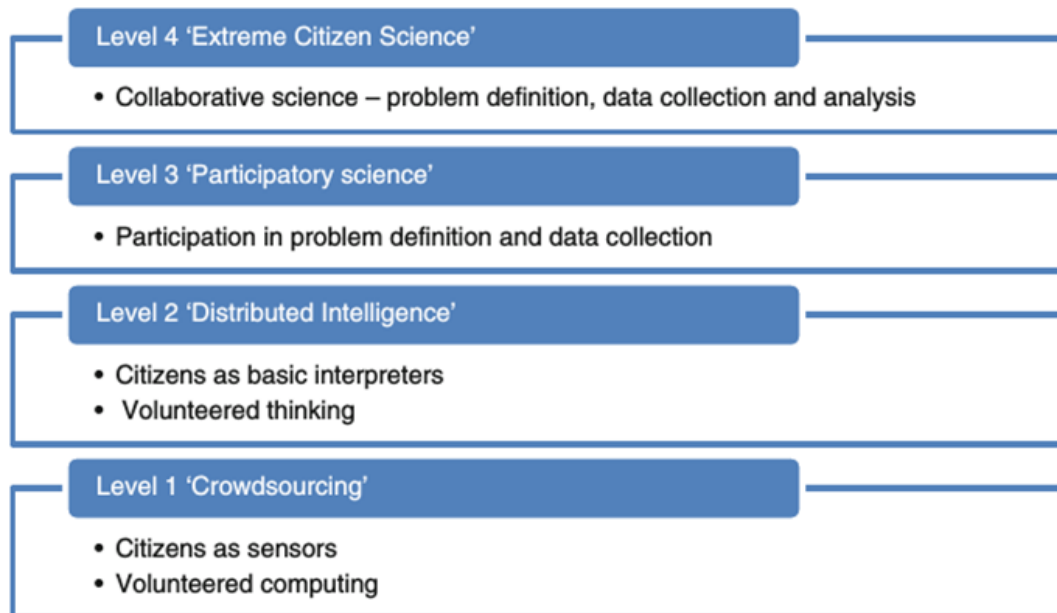 Level 4 ‘Extreme Citizen Science’
• Collaborative science – problem definition, data collection and analysis
Level 3 ‘Participatory science’
• Participation in problem definition and data collection
Level 2 ‘Distributed Intelligence’
• Citizens as basic interpreters
• Volunteered thinking
Level 1 ‘Crowdsourcing’
• Citizens as sensors
• Volunteered computing